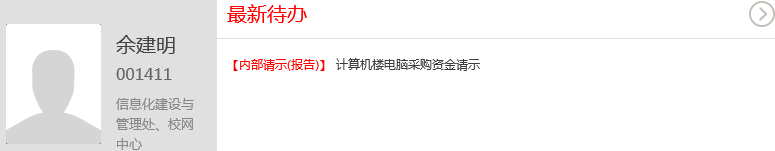 余建明
001411
信息化建设与
管理处、校网
中心
最新待办
【内部请示(报告)】 计算机楼电脑采购资金请示